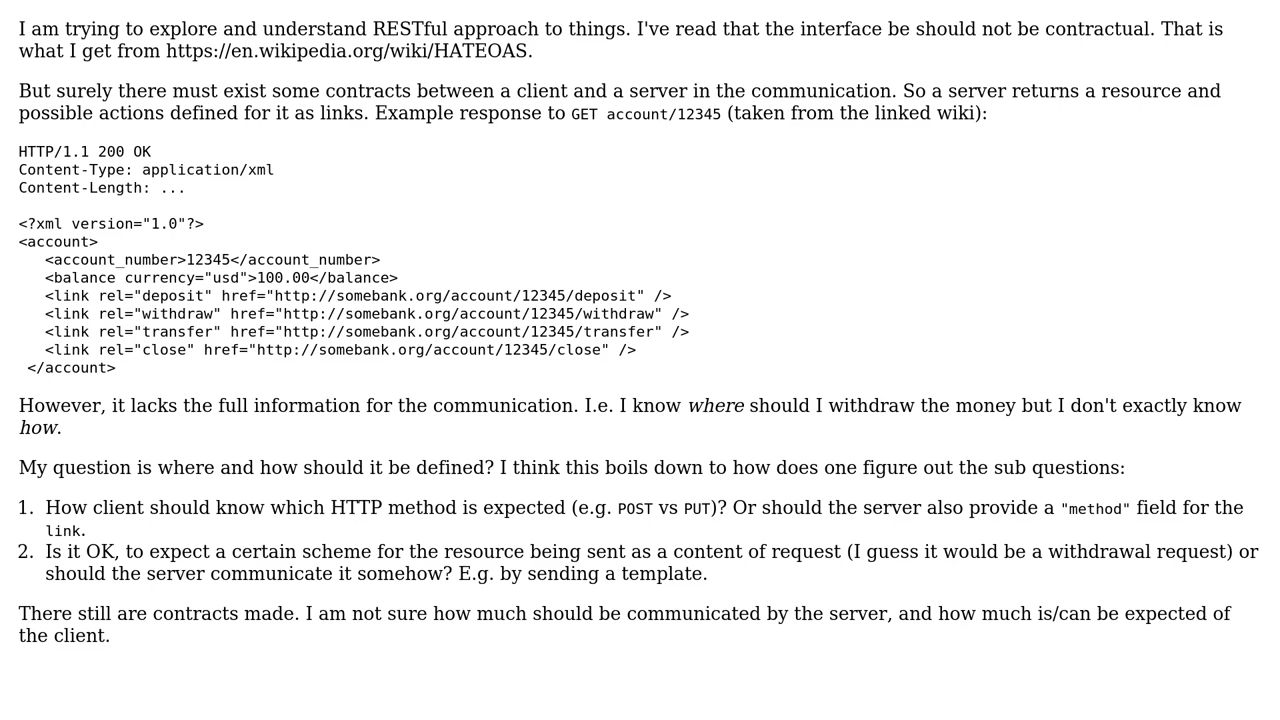 I am trying to explore and understand RESTful approach to things. I've read that the interface be should not be contractual. That is
what I get from https://en.wikipedia.org/wiki/HATEOAS.
But surely there must exist some contracts between a client and a server in the communication. So a server returns a resource and
possible actions defined for it as links. Example response to GET account/12345 (taken from the linked wiki):
HTTP/1.1 200 OK
Content-Type: application/xml
Content-Length: ...
<?xml version="1.0"?>
<account>
   <account_number>12345</account_number>
   <balance currency="usd">100.00</balance>
   <link rel="deposit" href="http://somebank.org/account/12345/deposit" />
   <link rel="withdraw" href="http://somebank.org/account/12345/withdraw" />
   <link rel="transfer" href="http://somebank.org/account/12345/transfer" />
   <link rel="close" href="http://somebank.org/account/12345/close" />
 </account>
However, it lacks the full information for the communication. I.e. I know where should I withdraw the money but I don't exactly know
how.
My question is where and how should it be defined? I think this boils down to how does one figure out the sub questions:
1. How client should know which HTTP method is expected (e.g. POST vs PUT)? Or should the server also provide a "method" field for the
link.
2. Is it OK, to expect a certain scheme for the resource being sent as a content of request (I guess it would be a withdrawal request) or
should the server communicate it somehow? E.g. by sending a template.
There still are contracts made. I am not sure how much should be communicated by the server, and how much is/can be expected of
the client.